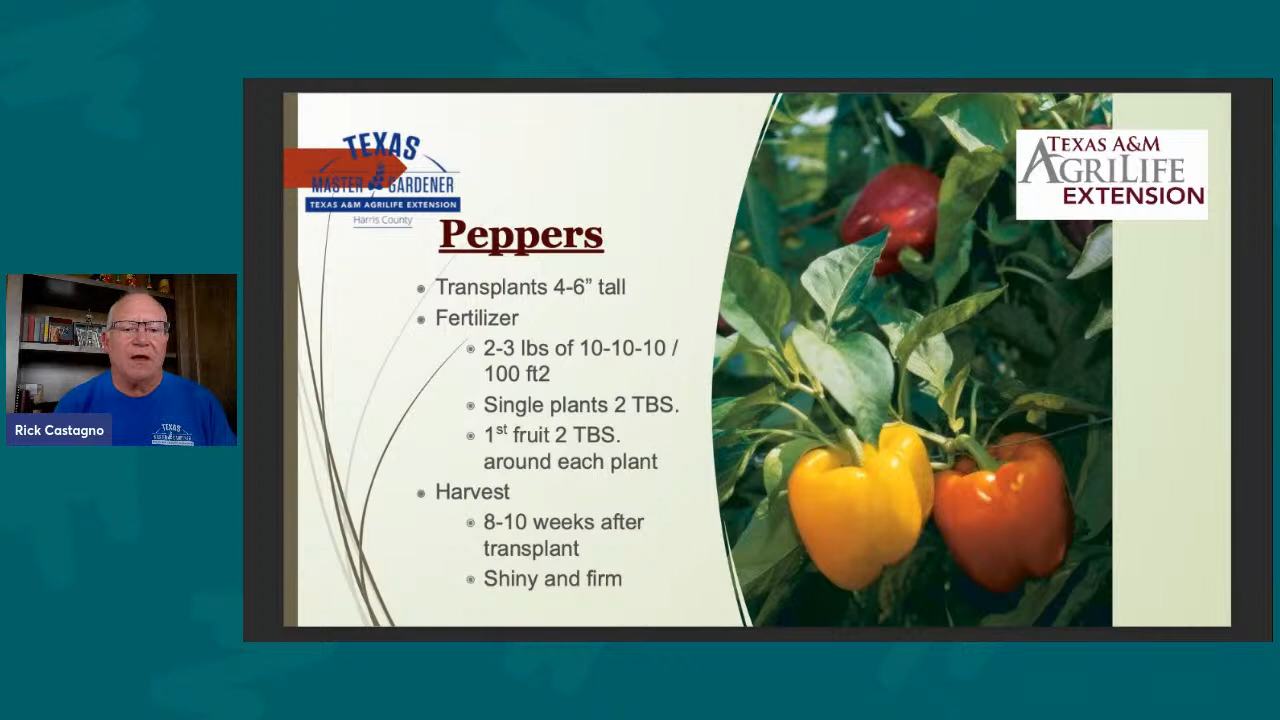 TEXAS
MASTER GARDENER
TEXAS A&M AGRILIFE EXTENSION
Harris County
TEXAS A&M
AGRILIFE
EXTENSION
Peppers
Transplants 4-6” tall
Fertilizer
2-3 lbs of 10-10-10 /
100 ft2
Single plants 2 TBS.
1st fruit 2 TBS.
around each plant
Harvest
8-10 weeks after
transplant
Shiny and firm
Rick Castagno
TEXAS